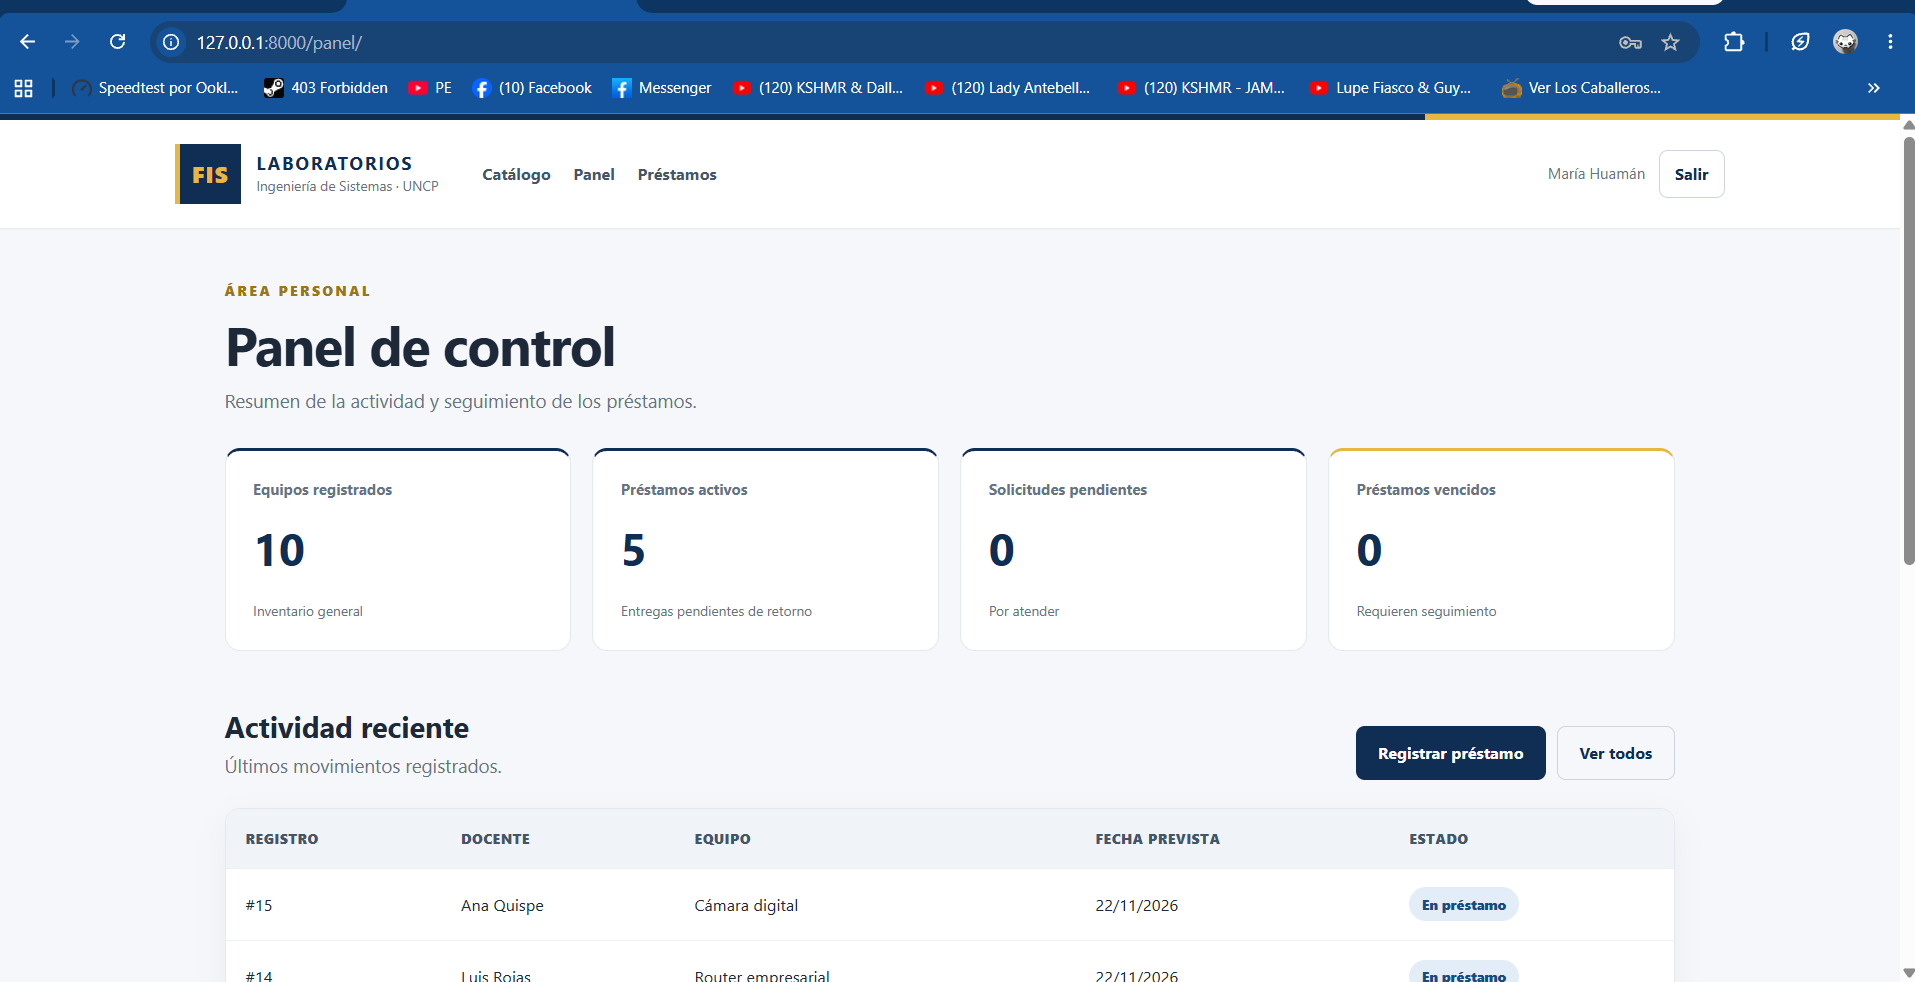 127.0.0.1:8000/panel/
Speedtest por Ookl... 403 Forbidden PE (10) Facebook Messenger (120) KSHMR & Dall... (120) Lady Antebell... (120) KSHMR - JAM... Lupe Fiasco & Guy... Ver Los Caballeros...
FIS
LABORATORIOS
Ingeniería de Sistemas · UNCP
Catálogo Panel Préstamos
María Huamán Salir
ÁREA PERSONAL
Panel de control
Resumen de la actividad y seguimiento de los préstamos.
Equipos registrados
10
Inventario general
Préstamos activos
5
Entregas pendientes de retorno
Solicitudes pendientes
0
Por atender
Préstamos vencidos
0
Requieren seguimiento
Actividad reciente
Últimos movimientos registrados.
Registrar préstamo Ver todos
REGISTRO DOCENTE EQUIPO FECHA PREVISTA ESTADO
#15 Ana Quispe Cámara digital 22/11/2026 En préstamo
#14 Luis Rojas Router empresarial 22/11/2026 En préstamo